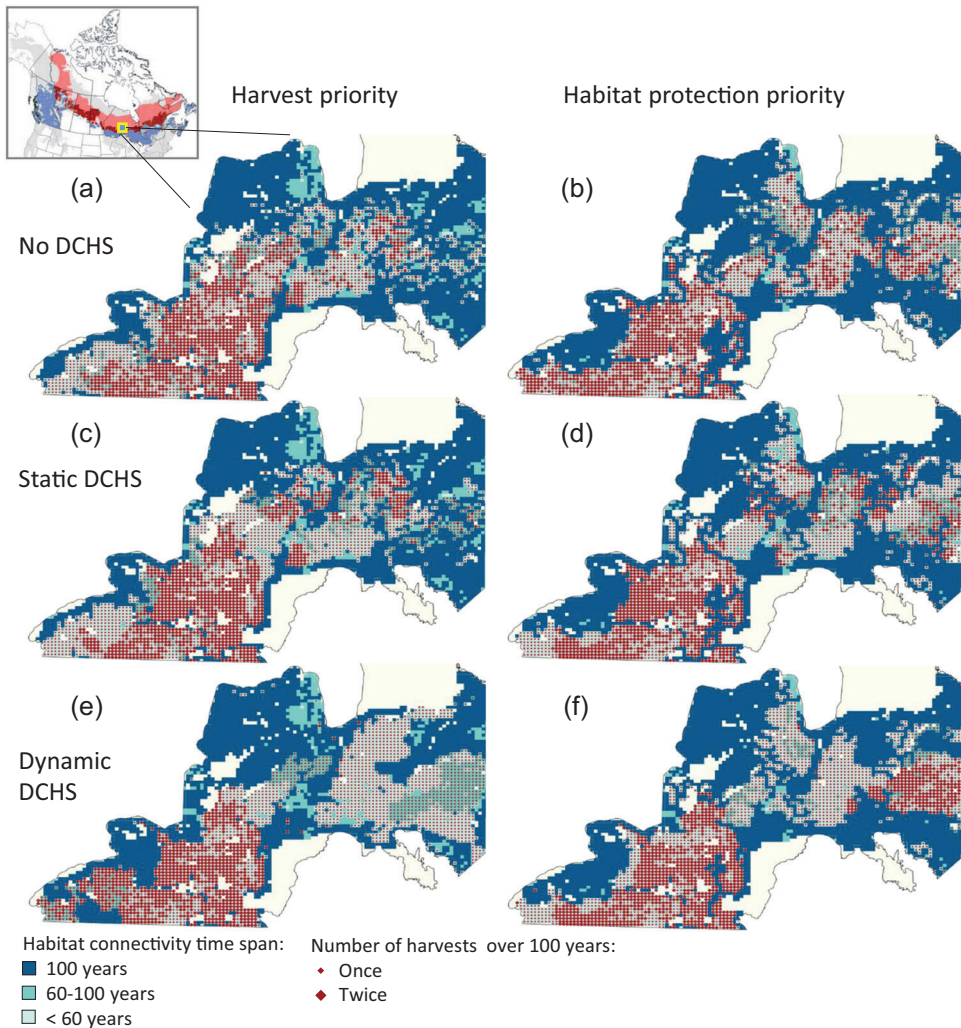 Harvest priority
Habitat protection priority
(a)
(b)
No DCHS
(c)
(d)
Static DCHS
(e)
(f)
Dynamic
DCHS
Habitat connectivity time span:
100 years
60-100 years
< 60 years
Number of harvests over 100 years:
Once
Twice